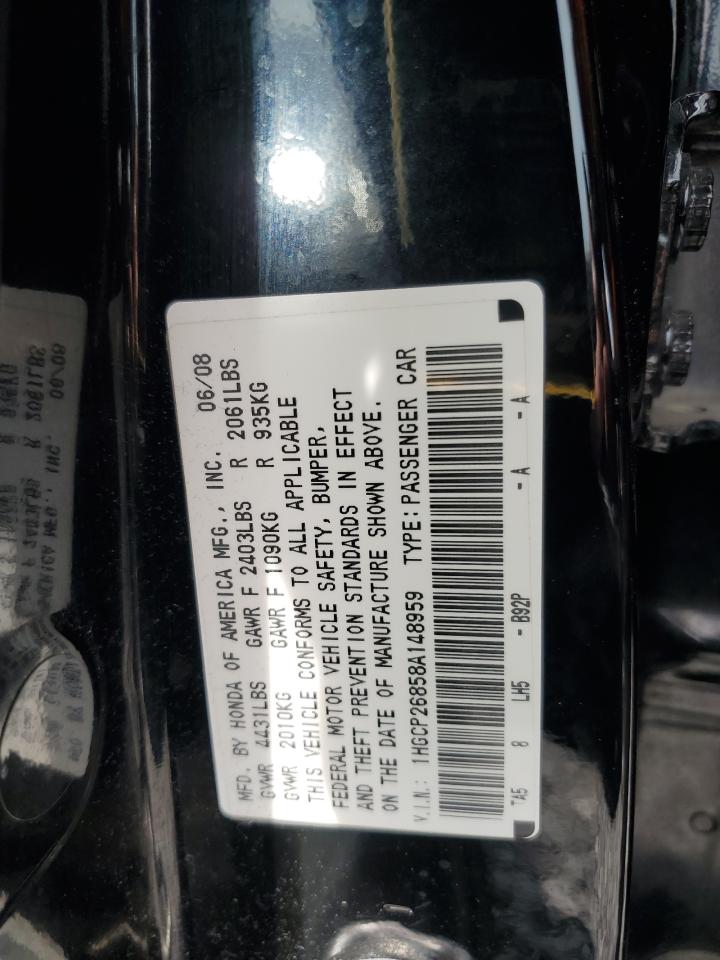 MFD. BY HONDA OF AMERICA MFG., INC. 06/08
GVWR 4431LBS GAWR F 2403LBS R 2061LBS
GVWR 2010KG GAWR F 1090KG R 935KG
THIS VEHICLE CONFORMS TO ALL APPLICABLE
FEDERAL MOTOR VEHICLE SAFETY, BUMPER,
AND THEFT PREVENTION STANDARDS IN EFFECT
ON THE DATE OF MANUFACTURE SHOWN ABOVE.
V.I.N.: 1HGCP26858A148959 TYPE: PASSENGER CAR
TA5 8 LH5 - B92P - A - A